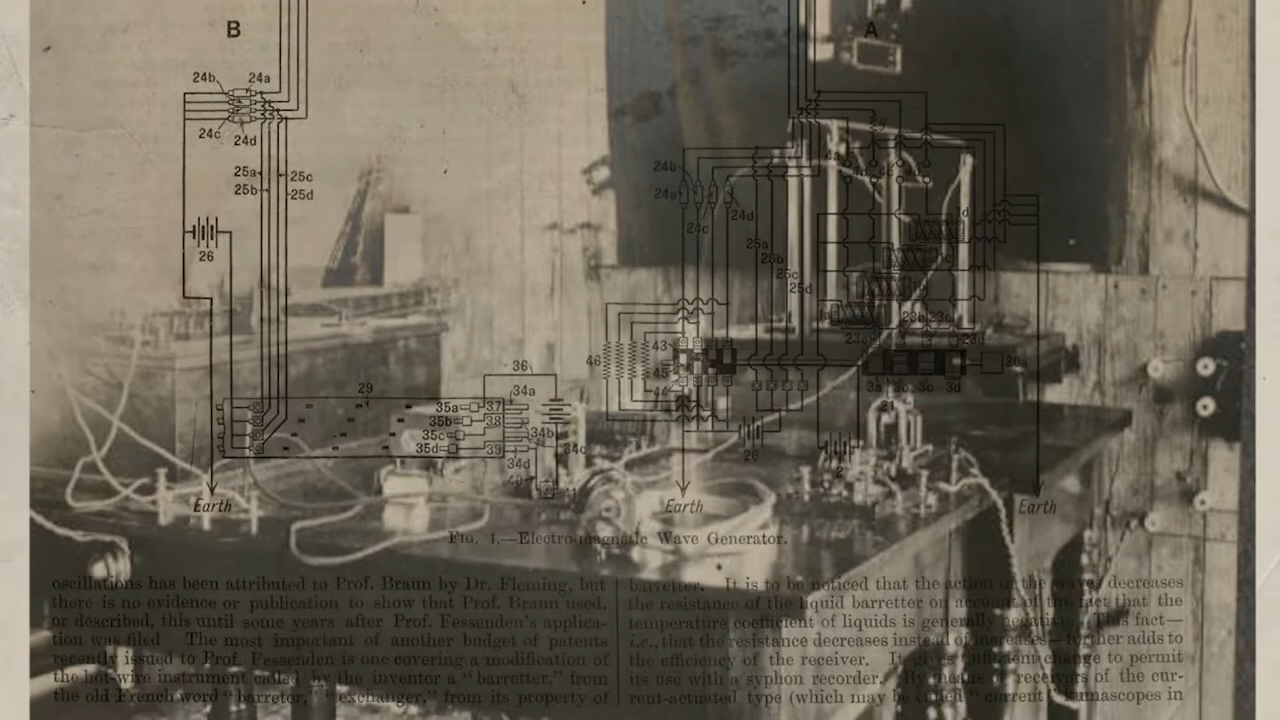 B
A
24b
24a
24c
24d
25a
25c
25b
25d
26
24b
24a
24d
24c
25a
25b
25c
25d
29
36
34a
35a
37
35b
38
35c
34b
34c
35d
39
34d
46
43
45
44
23b
23c
23d
20a
3a
3c
3d
26
2
Earth
Earth
Earth
FIG. 1.—Electro-magnetic Wave Generator.
oscillations has been attributed to Prof. Braun by Dr. Fleming, but
there is no evidence or publication to show that Prof. Braun used,
or described, this until some years after Prof. Fessenden's applica-
tion was filed The most important of another budget of patents
recently issued to Prof. Fessenden is one covering a modification of
the hot-wire instrument called by the inventor a "barretter," from
the old French word "barretor," "exchanger," from its property of
barretter. It is to be noticed that the action of the waves decreases
the resistance of the liquid barretter on account of the fact that the
temperature coefficient of liquids is generally negative. This fact—
i.e., that the resistance decreases instead of increases—further adds to
the efficiency of the receiver. It gives sufficient change to permit
its use with a syphon recorder. By means of receivers of the cur-
rent-actuated type (which may be called "current" kumascopes in